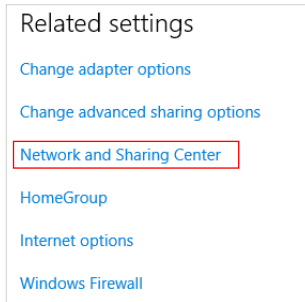 Related settings
Change adapter options
Change advanced sharing options
Network and Sharing Center
HomeGroup
Internet options
Windows Firewall